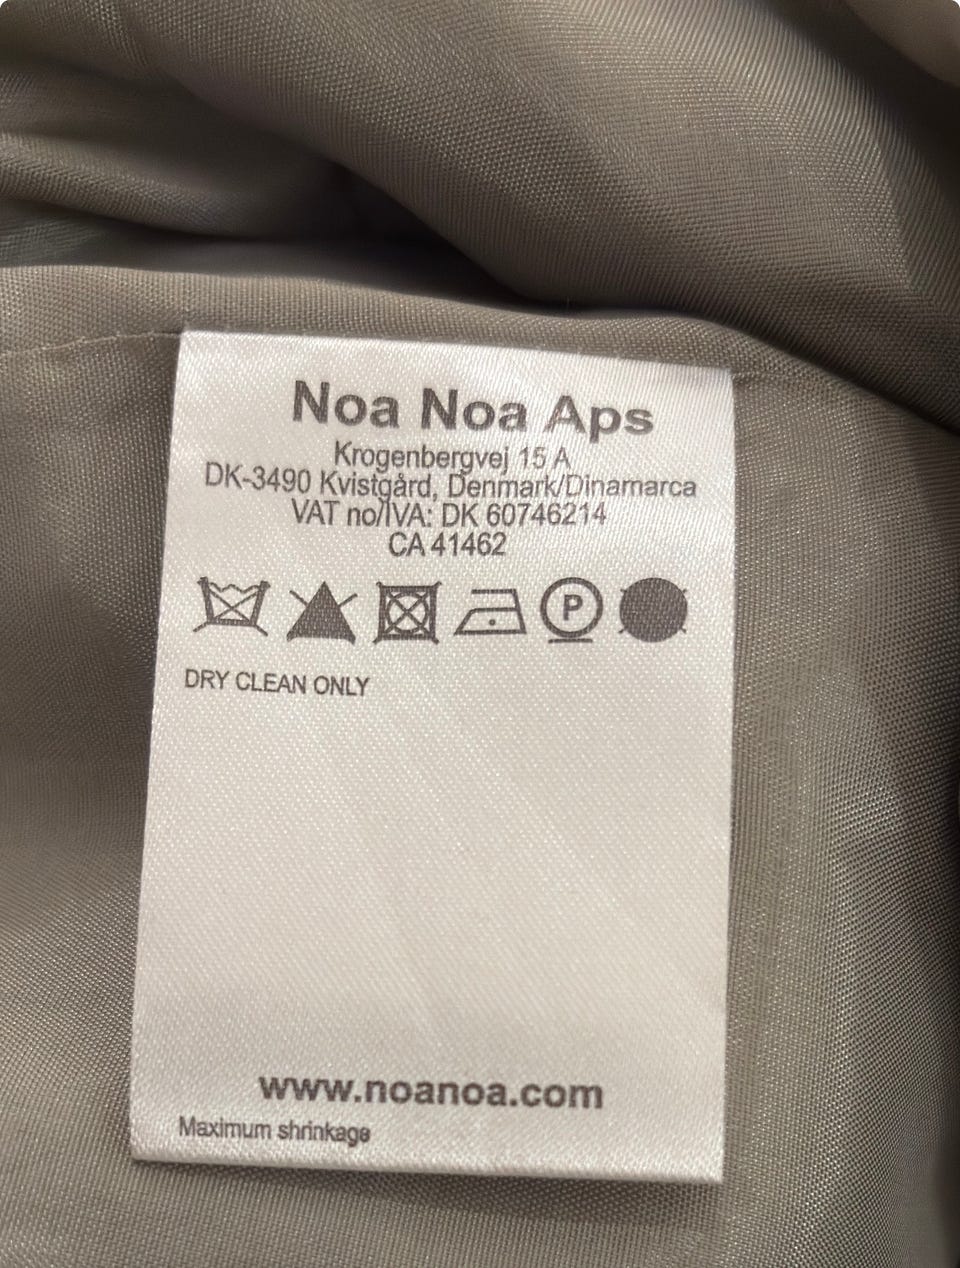 Noa Noa Aps
Krogenbergvej 15 A
DK-3490 Kvistgård, Denmark/Dinamarca
VAT no/IVA: DK 60746214
CA 41462
P
DRY CLEAN ONLY
www.noanoa.com
Maximum shrinkage